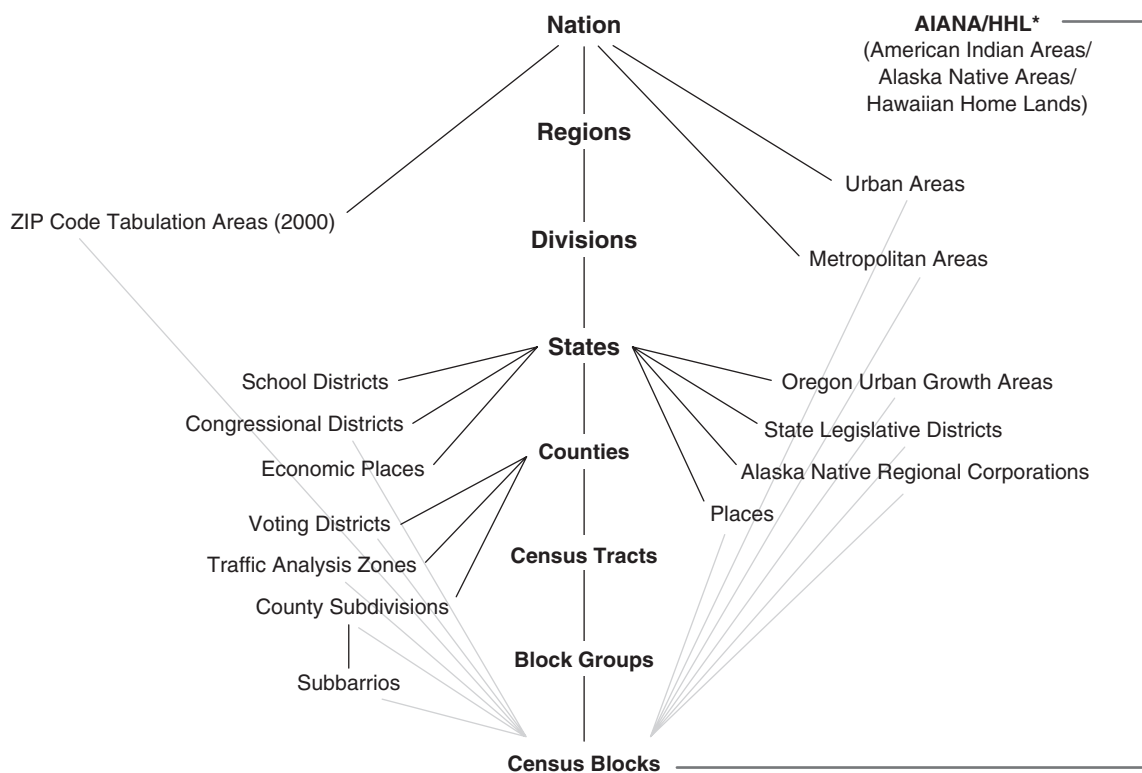 Nation
AIANA/HHL*
(American Indian Areas/
Alaska Native Areas/
Hawaiian Home Lands)
Regions
Urban Areas
ZIP Code Tabulation Areas (2000)
Divisions
Metropolitan Areas
States
School Districts
Oregon Urban Growth Areas
Congressional Districts
State Legislative Districts
Counties
Economic Places
Alaska Native Regional Corporations
Places
Voting Districts
Census Tracts
Traffic Analysis Zones
County Subdivisions
Block Groups
Subbarrios
Census Blocks